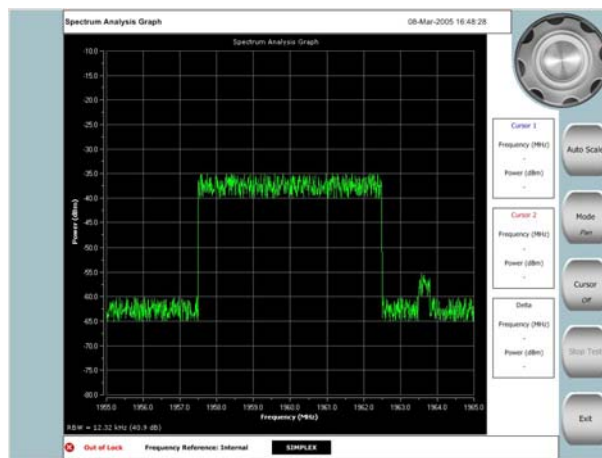 Spectrum Analysis Graph
08-Mar-2005 16:48:28
Spectrum Analysis Graph
-10.0
-15.0
-20.0
-25.0
-30.0
-35.0
-40.0
-45.0
-50.0
-55.0
-60.0
-65.0
-70.0
-75.0
-80.0
Power (dBm)
1955.0 1956.0 1957.0 1958.0 1959.0 1960.0 1961.0 1962.0 1963.0 1964.0 1965.0
Frequency (MHz)
RBW = 12.32 kHz (40.9 dB)
Cursor 1
Frequency (MHz)
-
Power (dBm)
-
Cursor 2
Frequency (MHz)
-
Power (dBm)
-
Delta
Frequency (MHz)
-
Power (dBm)
-
Auto Scale
Mode
Pan
Cursor
Off
Stop Test
Exit
Out of Lock Frequency Reference: Internal SIMPLEX